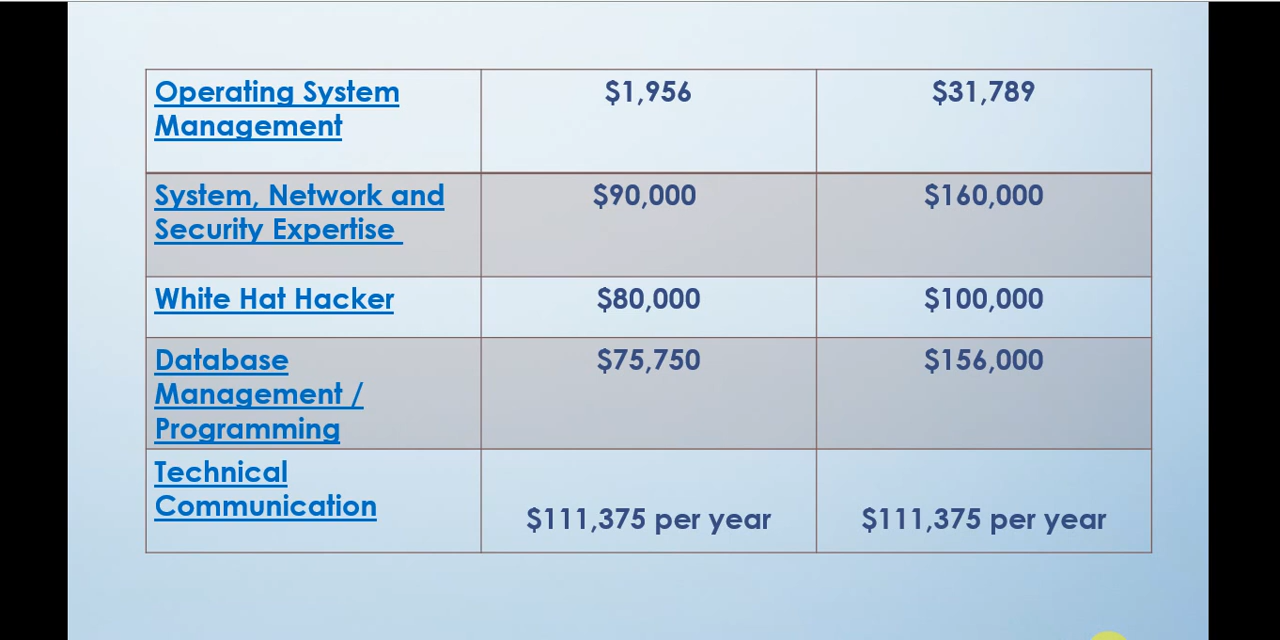 Operating System
Management
$1,956
$31,789
System, Network and
Security Expertise
$90,000
$160,000
White Hat Hacker
$80,000
$100,000
Database
Management /
Programming
$75,750
$156,000
Technical
Communication
$111,375 per year
$111,375 per year